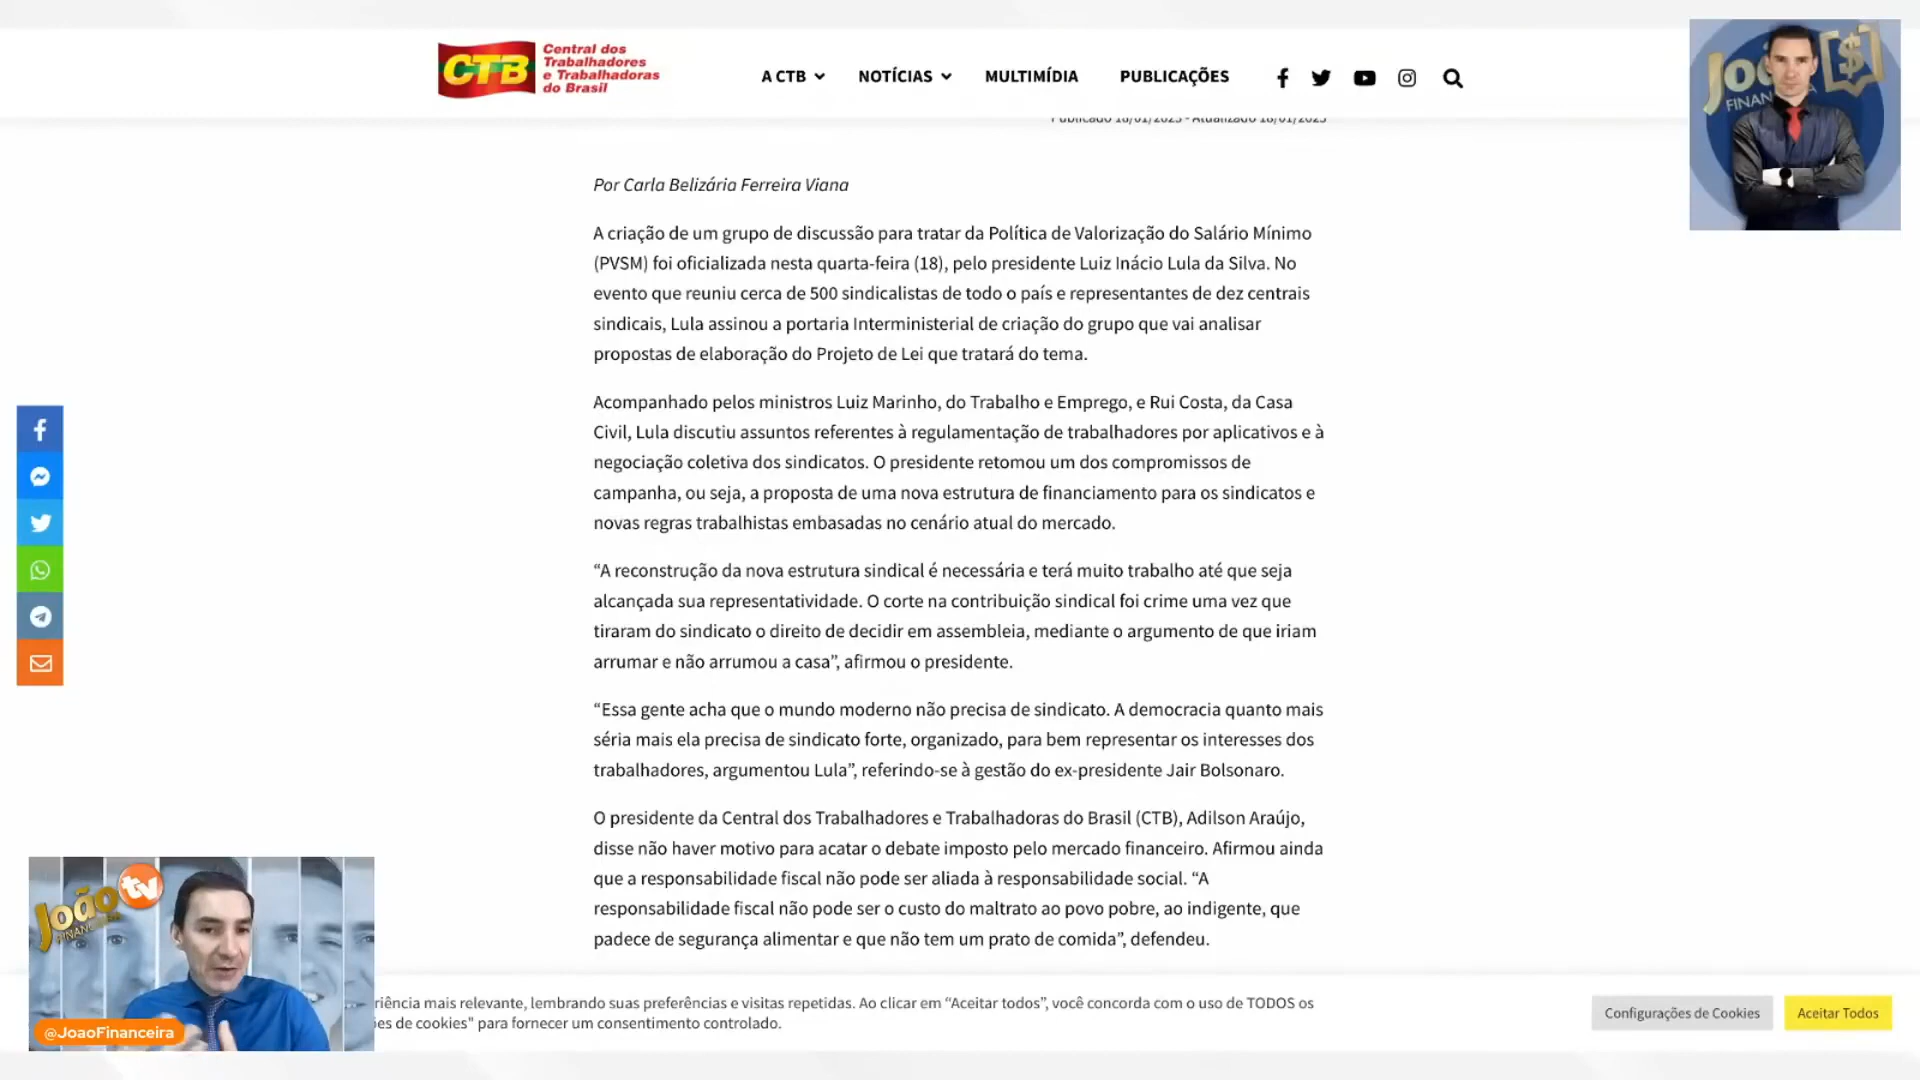 CTB
Central dos
Trabalhadores
e Trabalhadoras
do Brasil
A CTB
NOTÍCIAS
MULTIMÍDIA
PUBLICAÇÕES
Publicado 18/01/2023 - Atualizado 18/01/2023
Por Carla Belizária Ferreira Viana
A criação de um grupo de discussão para tratar da Política de Valorização do Salário Mínimo
(PVSM) foi oficializada nesta quarta-feira (18), pelo presidente Luiz Inácio Lula da Silva. No
evento que reuniu cerca de 500 sindicalistas de todo o país e representantes de dez centrais
sindicais, Lula assinou a portaria Interministerial de criação do grupo que vai analisar
propostas de elaboração do Projeto de Lei que tratará do tema.
Acompanhado pelos ministros Luiz Marinho, do Trabalho e Emprego, e Rui Costa, da Casa
Civil, Lula discutiu assuntos referentes à regulamentação de trabalhadores por aplicativos e à
negociação coletiva dos sindicatos. O presidente retomou um dos compromissos de
campanha, ou seja, a proposta de uma nova estrutura de financiamento para os sindicatos e
novas regras trabalhistas embasadas no cenário atual do mercado.
“A reconstrução da nova estrutura sindical é necessária e terá muito trabalho até que seja
alcançada sua representatividade. O corte na contribuição sindical foi crime uma vez que
tiraram do sindicato o direito de decidir em assembleia, mediante o argumento de que iriam
arrumar e não arrumou a casa”, afirmou o presidente.
“Essa gente acha que o mundo moderno não precisa de sindicato. A democracia quanto mais
séria mais ela precisa de sindicato forte, organizado, para bem representar os interesses dos
trabalhadores, argumentou Lula”, referindo-se à gestão do ex-presidente Jair Bolsonaro.
O presidente da Central dos Trabalhadores e Trabalhadoras do Brasil (CTB), Adilson Araújo,
disse não haver motivo para acatar o debate imposto pelo mercado financeiro. Afirmou ainda
que a responsabilidade fiscal não pode ser aliada à responsabilidade social. “A
responsabilidade fiscal não pode ser o custo do maltrato ao povo pobre, ao indigente, que
padece de segurança alimentar e que não tem um prato de comida”, defendeu.
riência mais relevante, lembrando suas preferências e visitas repetidas. Ao clicar em “Aceitar todos”, você concorda com o uso de TODOS os
ões de cookies" para fornecer um consentimento controlado.
Configurações de Cookies
Aceitar Todos
João
tv
@JoaoFinanceira